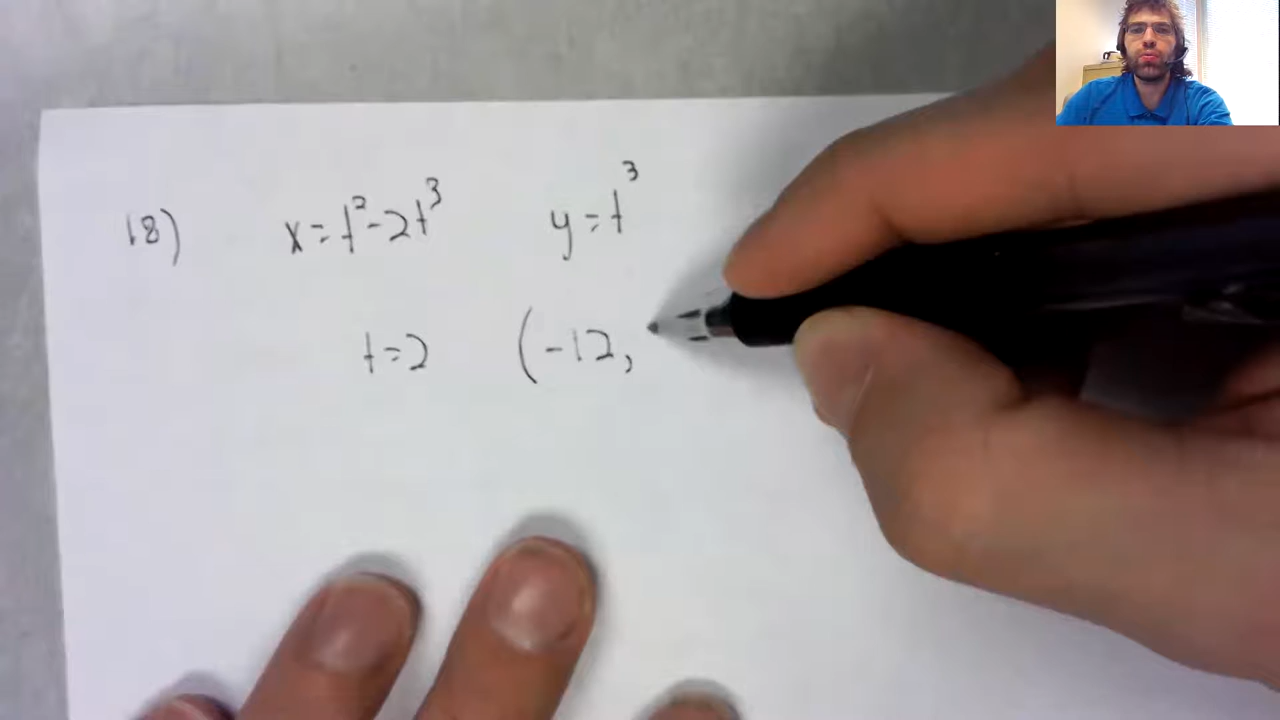 18) x=t²-2t³ y=t³
t=2 (-12,